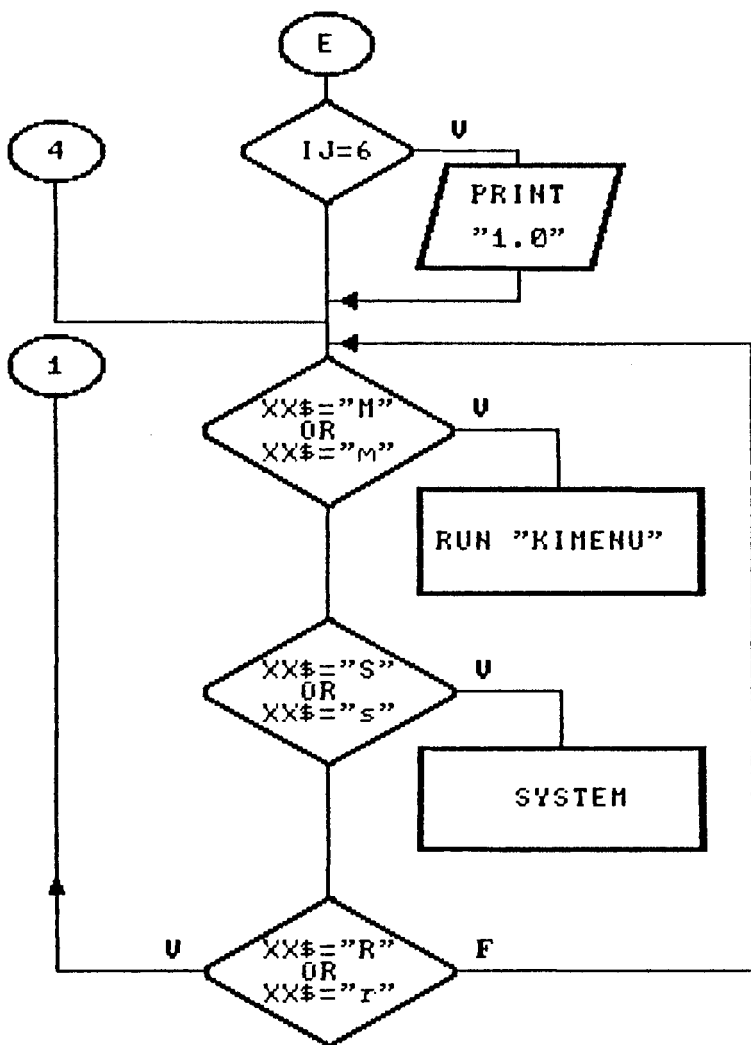 E
IJ=6
V
PRINT
"1.0"
4
1
XX$="M"
OR
XX$="m"
V
RUN "KIMENU"
XX$="S"
OR
XX$="s"
V
SYSTEM
V
XX$="R"
OR
XX$="r"
F